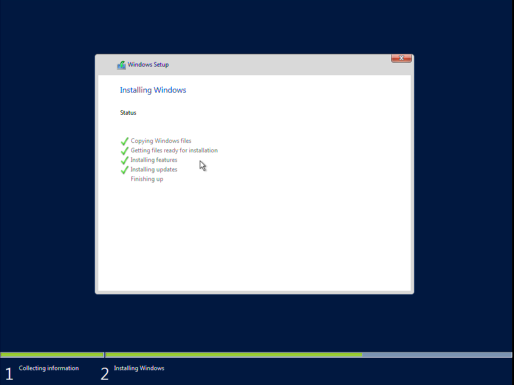 Windows Setup
Installing Windows
Status
Copying Windows files
Getting files ready for installation
Installing features
Installing updates
Finishing up
1 Collecting information
2 Installing Windows